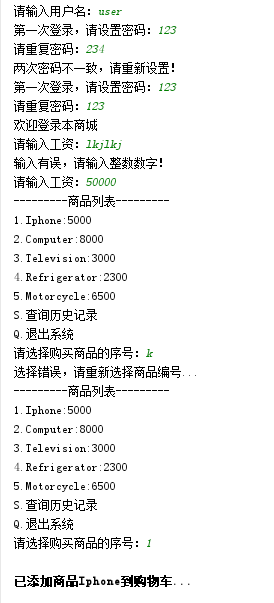 请输入用户名：user
第一次登录，请设置密码：123
请重复密码：234
两次密码不一致，请重新设置！
第一次登录，请设置密码：123
请重复密码：123
欢迎登录本商城
请输入工资：lkjlkj
输入有误，请输入整数数字！
请输入工资：50000
---------商品列表---------
1.Iphone:5000
2.Computer:8000
3.Television:3000
4.Refrigerator:2300
5.Motorcycle:6500
S.查询历史记录
Q.退出系统
请选择购买商品的序号：k
选择错误，请重新选择商品编号...
---------商品列表---------
1.Iphone:5000
2.Computer:8000
3.Television:3000
4.Refrigerator:2300
5.Motorcycle:6500
S.查询历史记录
Q.退出系统
请选择购买商品的序号：1
已添加商品Iphone到购物车...